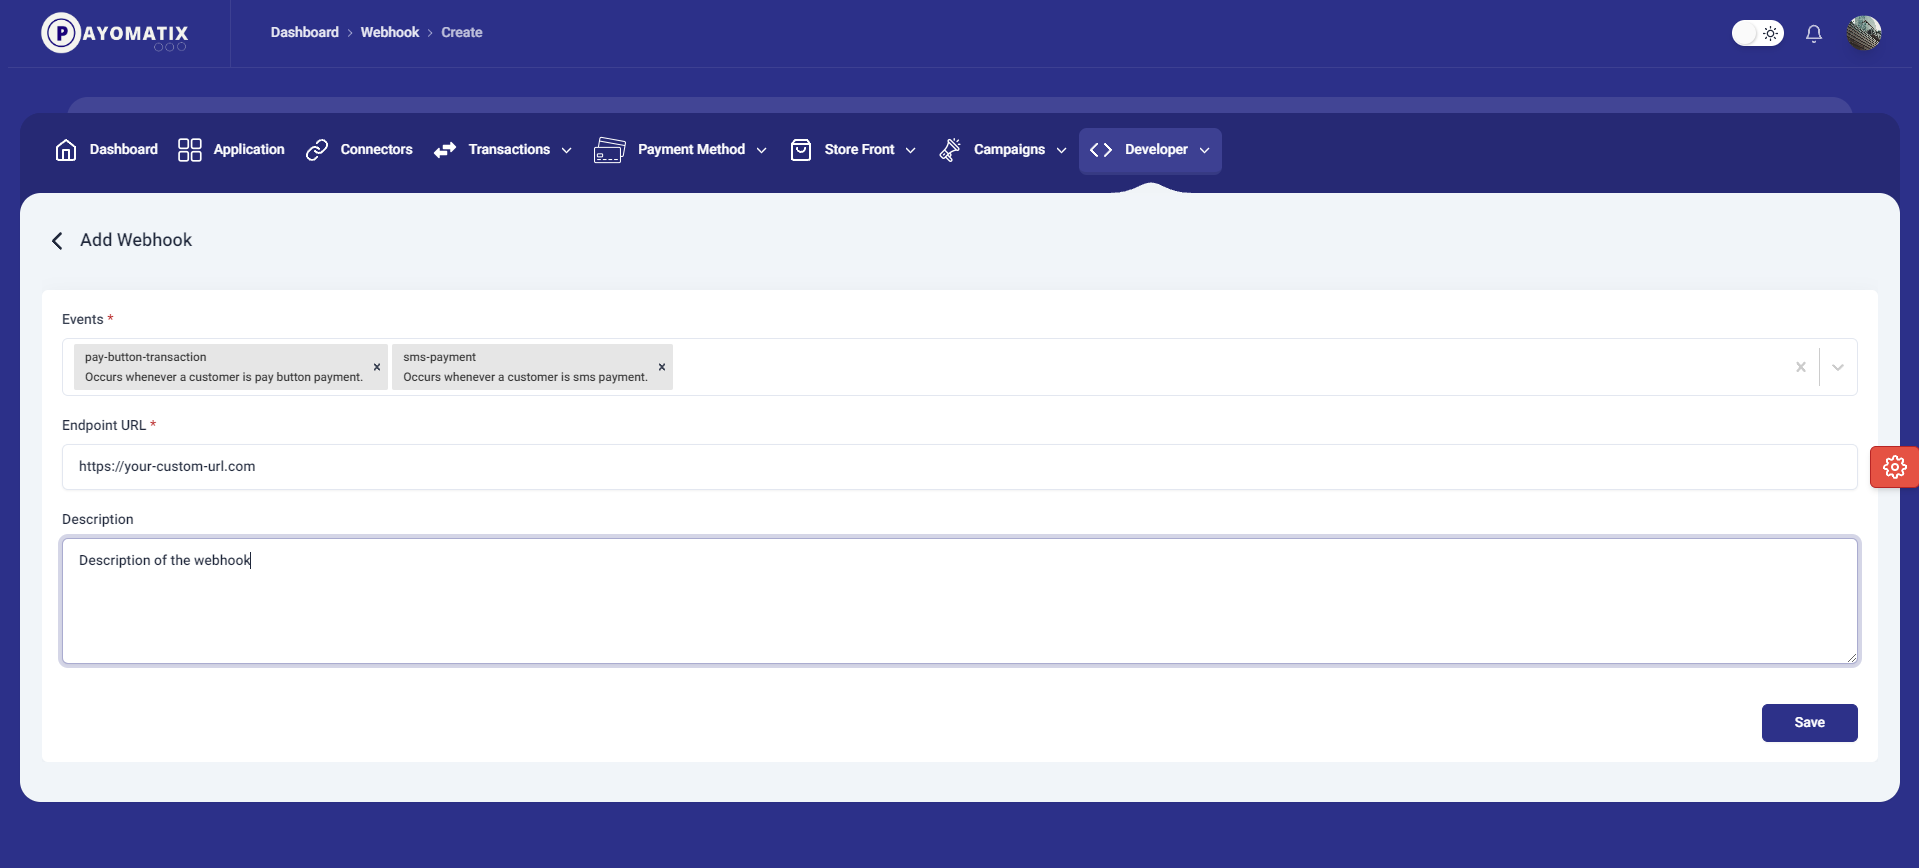 PAYOMATIX
Dashboard > Webhook > Create
Dashboard Application Connectors Transactions Payment Method Store Front Campaigns Developer
Add Webhook
Events *
pay-button-transaction
Occurs whenever a customer is pay button payment.
sms-payment
Occurs whenever a customer is sms payment.
Endpoint URL *
https://your-custom-url.com
Description
Description of the webhook
Save